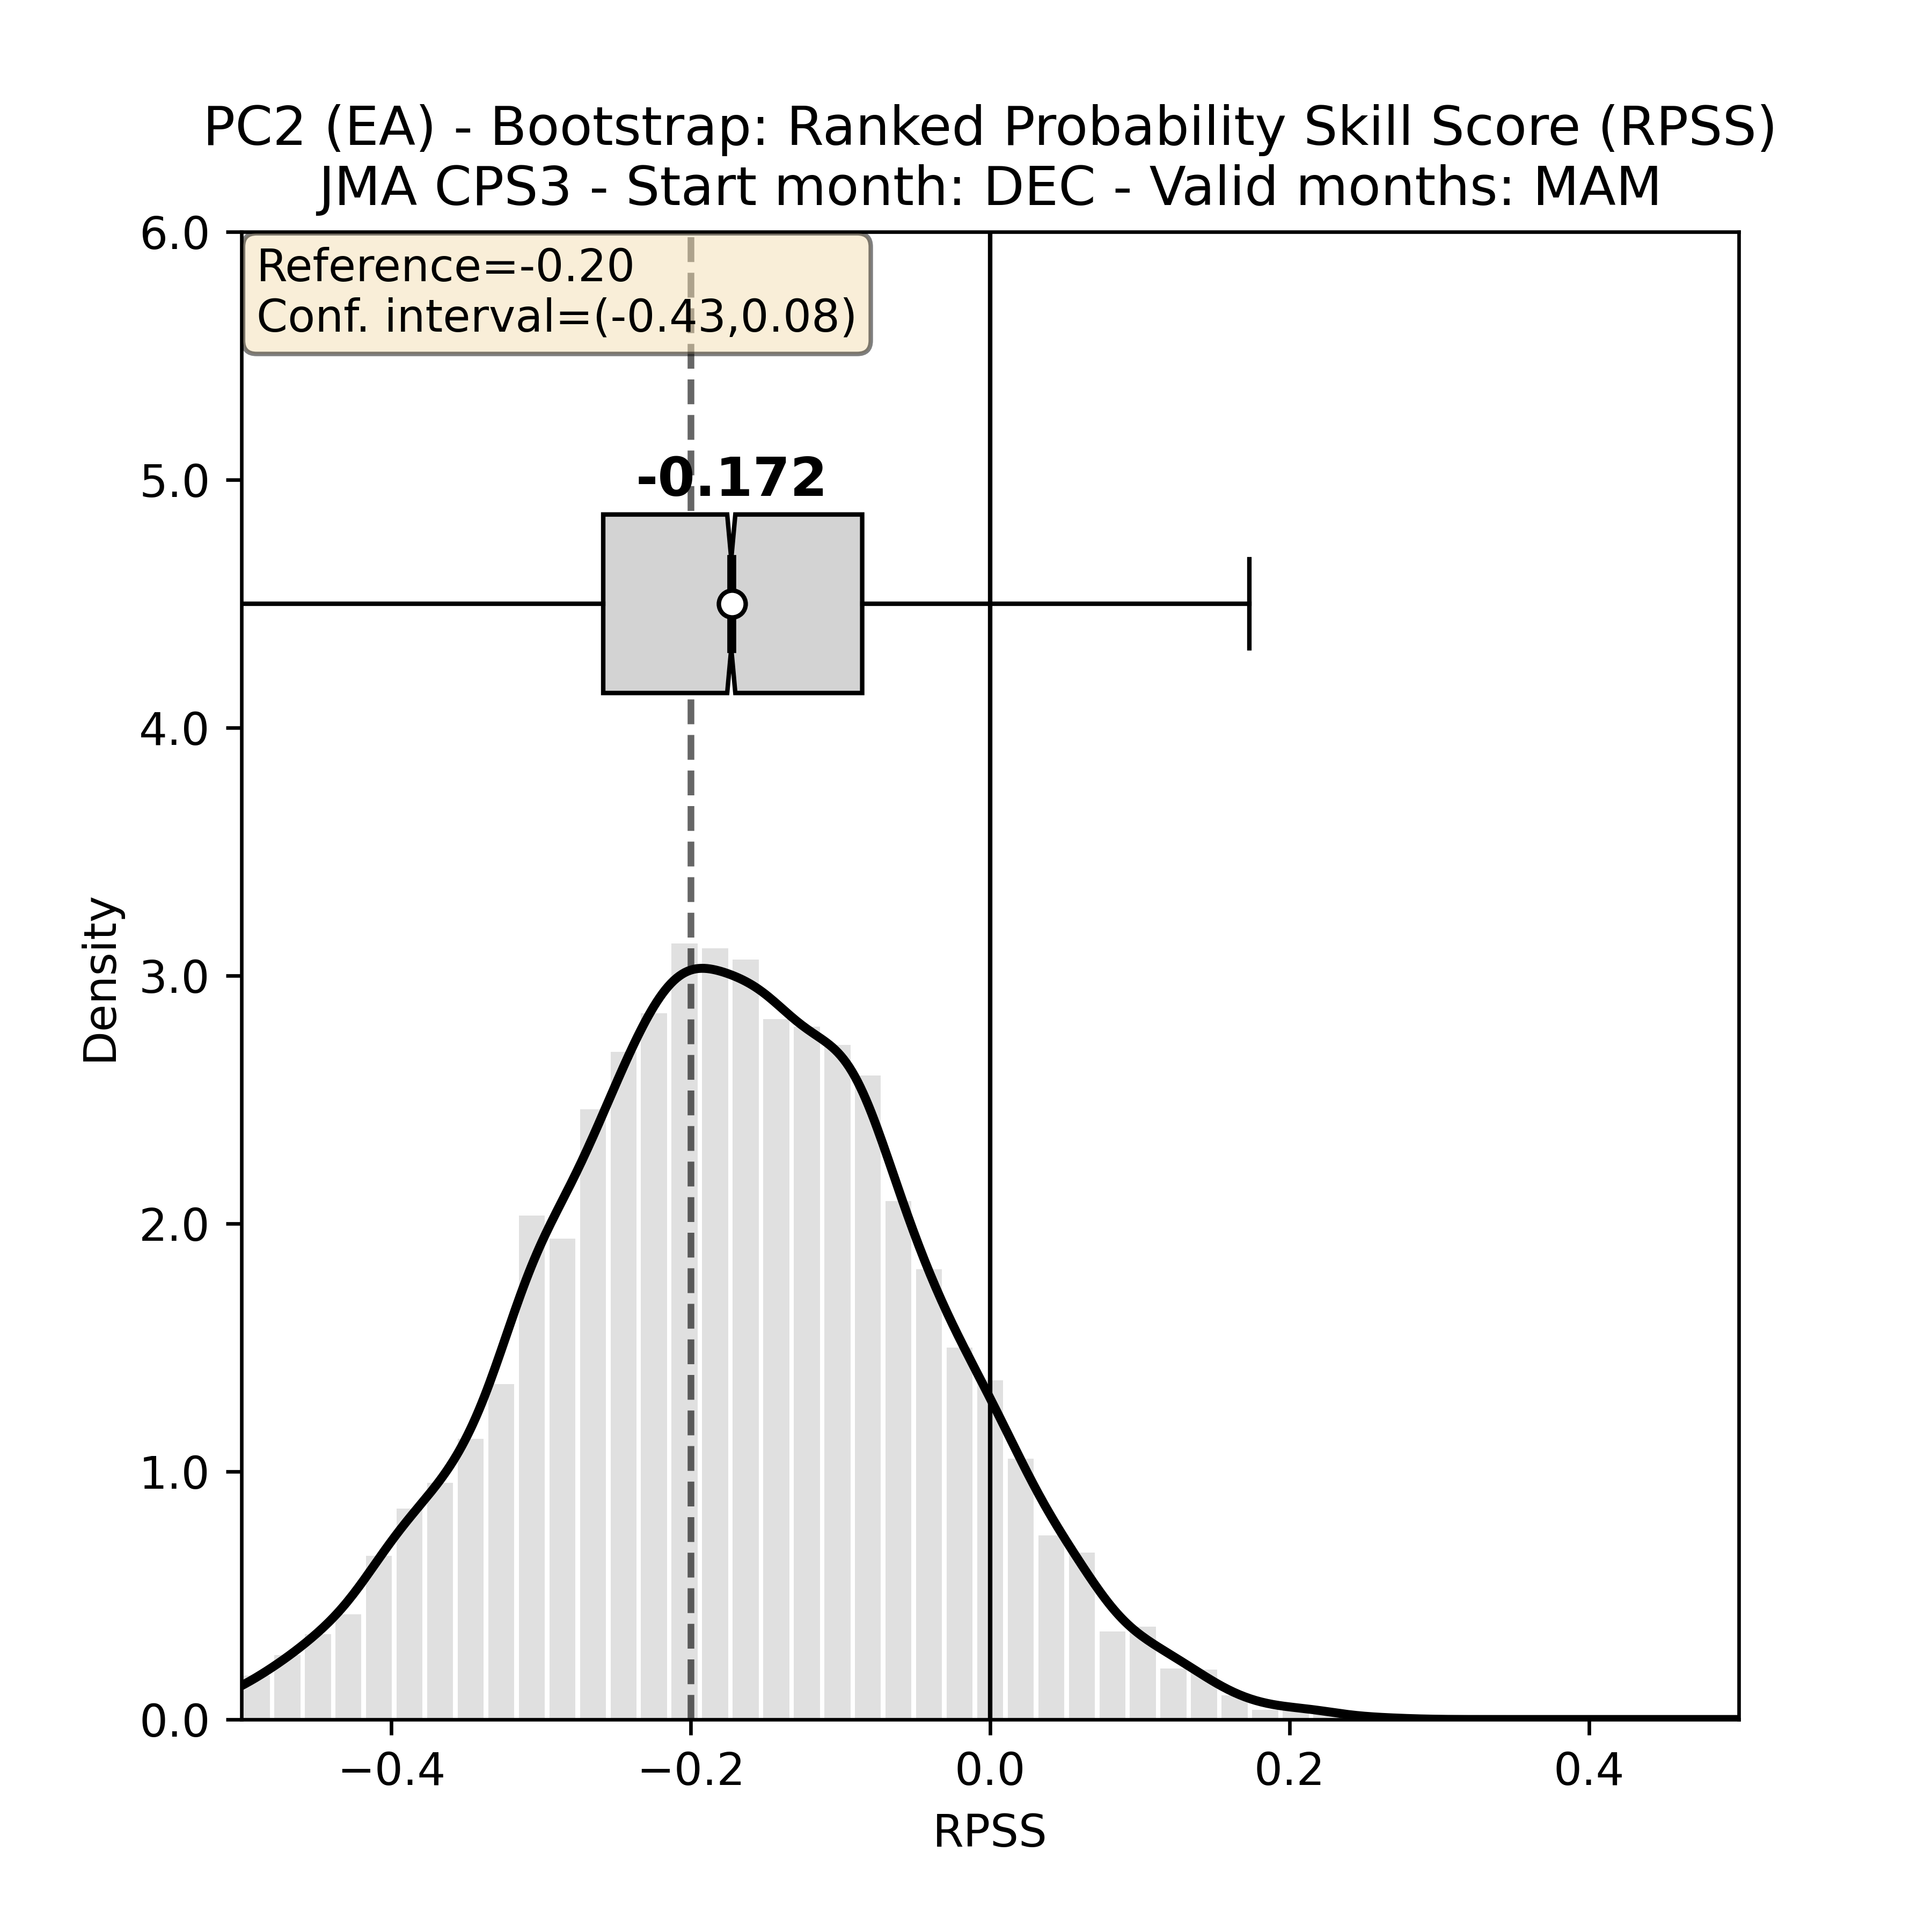 PC2 (EA) - Bootstrap: Ranked Probability Skill Score (RPSS)
JMA CPS3 - Start month: DEC - Valid months: MAM
Reference=-0.20
Conf. interval=(-0.43,0.08)
-0.172
6.0
5.0
4.0
3.0
2.0
1.0
0.0
Density
−0.4
−0.2
0.0
0.2
0.4
RPSS